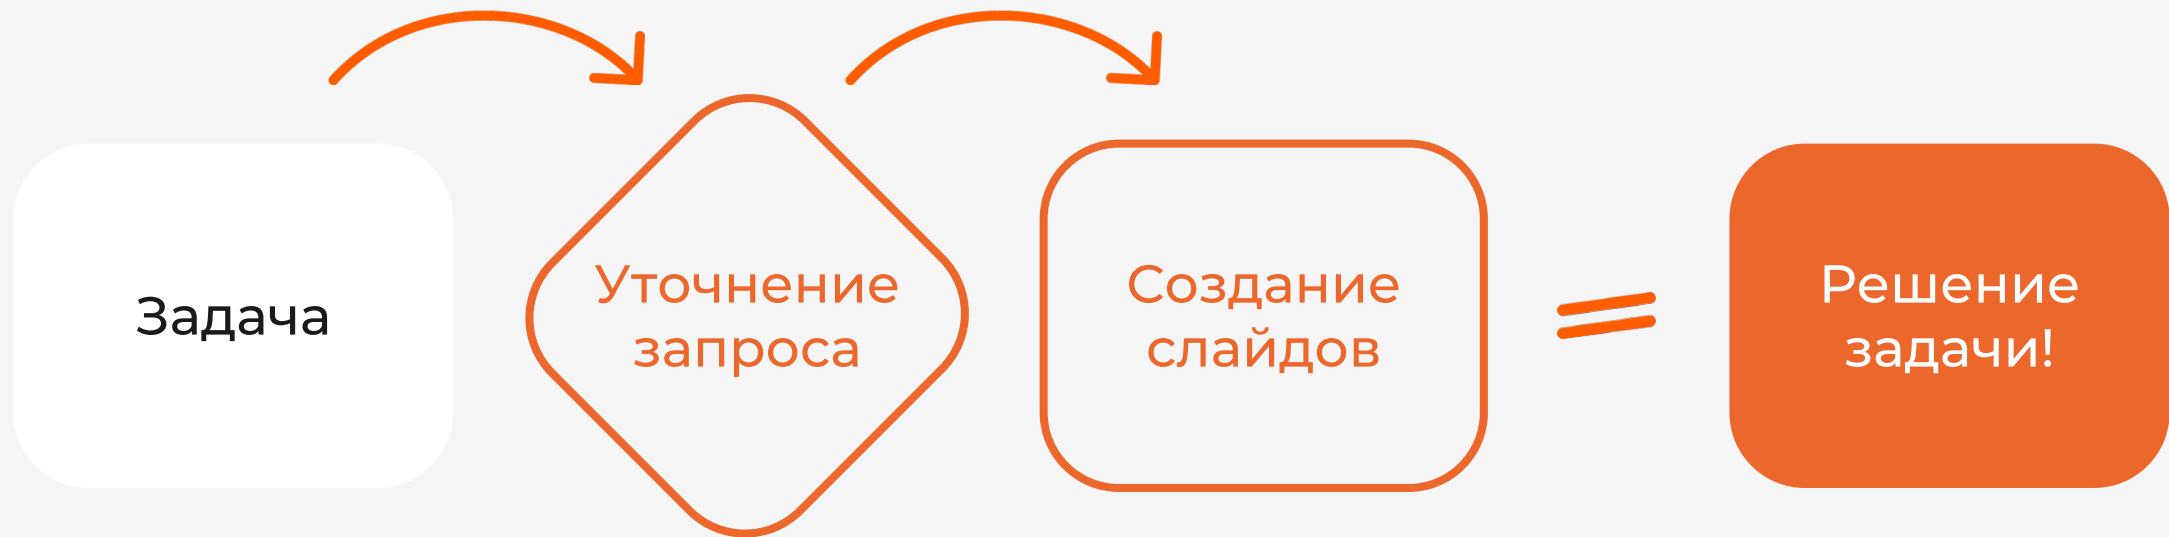 Задача
Уточнение
запроса
Создание
слайдов
Решение
задачи!